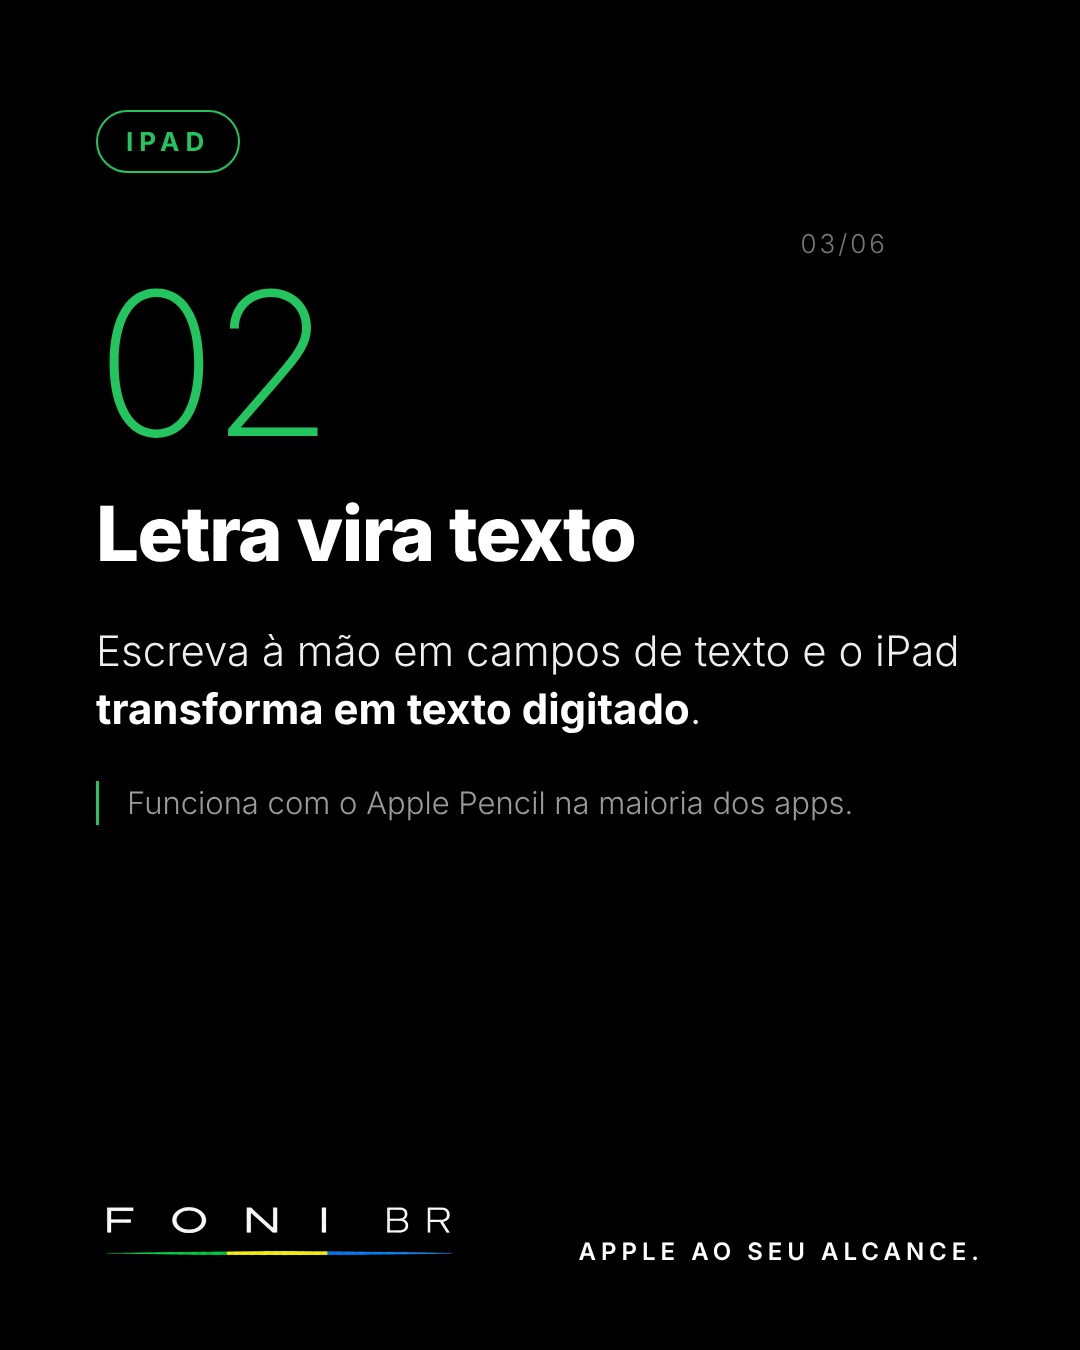 IPAD
03/06
02
Letra vira texto
Escreva à mão em campos de texto e o iPad
transforma em texto digitado.
Funciona com o Apple Pencil na maioria dos apps.
FONI BR
APPLE AO SEU ALCANCE.